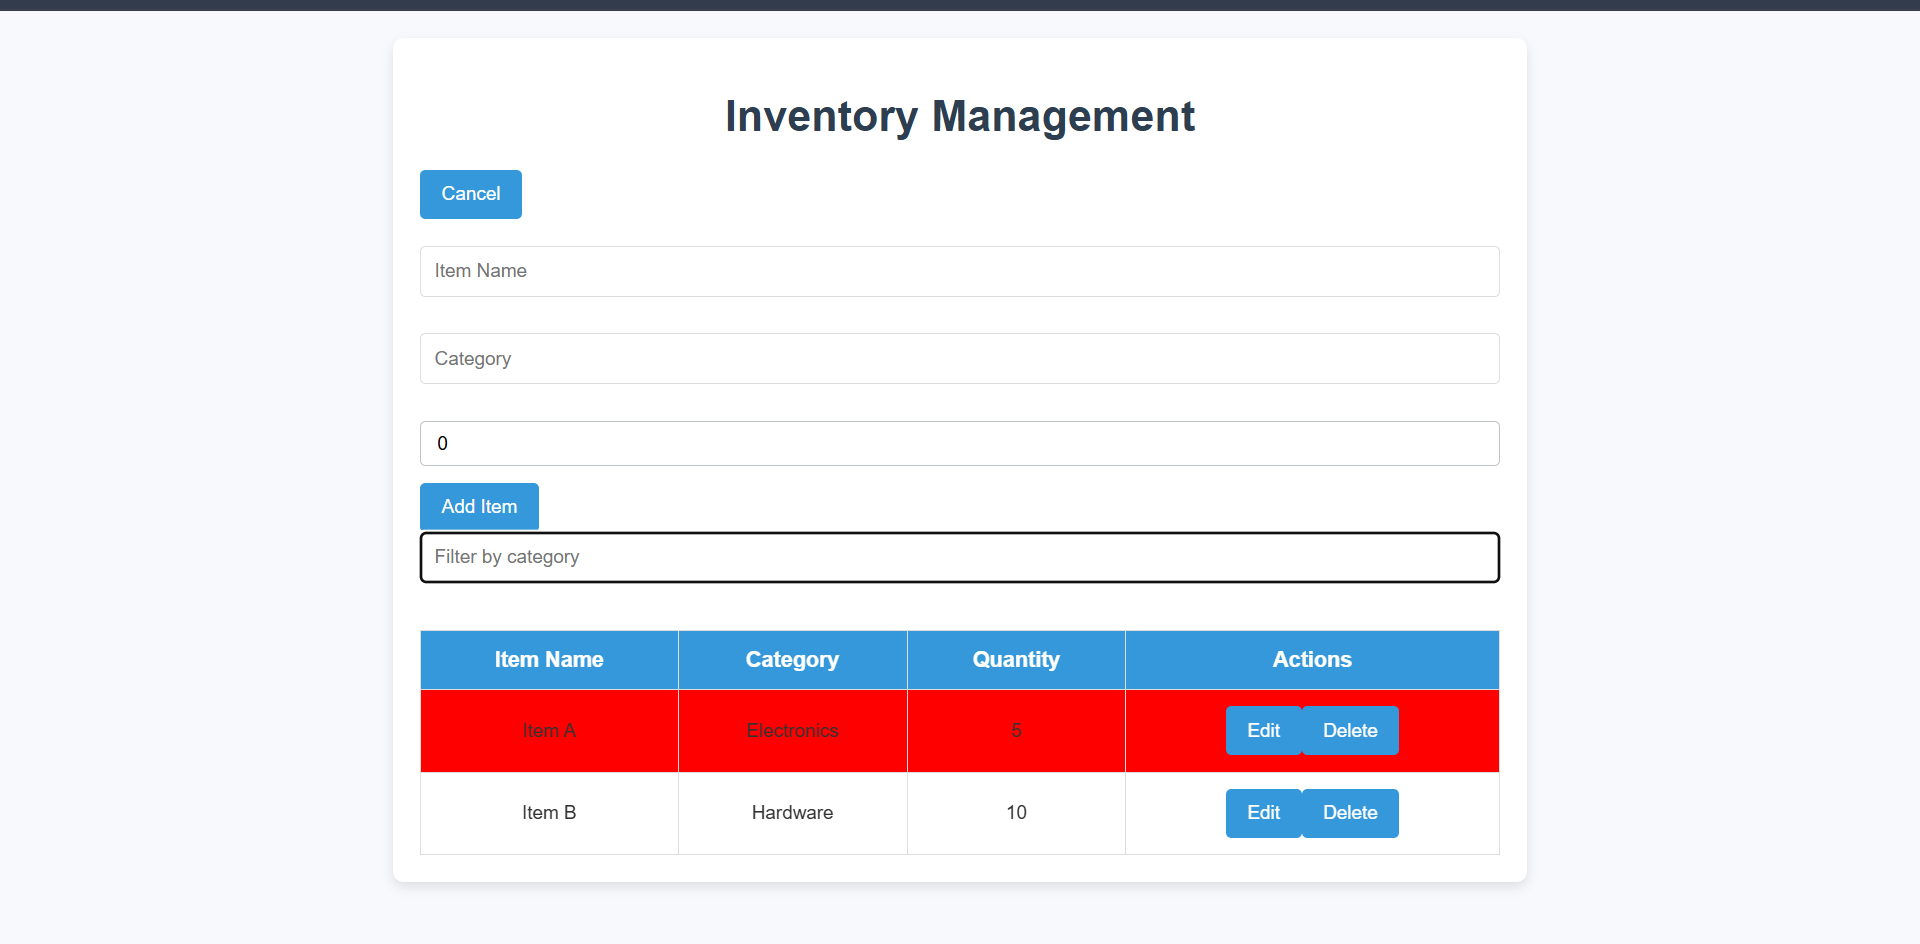 Inventory Management
Cancel
Item Name
Category
0
Add Item
Filter by category
Item Name Category Quantity Actions
Item A Electronics 5 Edit Delete
Item B Hardware 10 Edit Delete